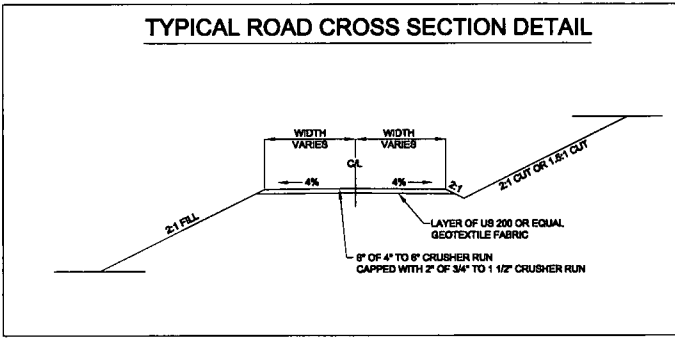 TYPICAL ROAD CROSS SECTION DETAIL
WIDTH
VARIES
WIDTH
VARIES
C/L
4%
4%
2:1
2:1 CUT OR 1.5:1 CUT
2:1 FILL
LAYER OF US 200 OR EQUAL
GEOTEXTILE FABRIC
6" OF 4" TO 6" CRUSHER RUN
CAPPED WITH 2" OF 3/4" TO 1 1/2" CRUSHER RUN